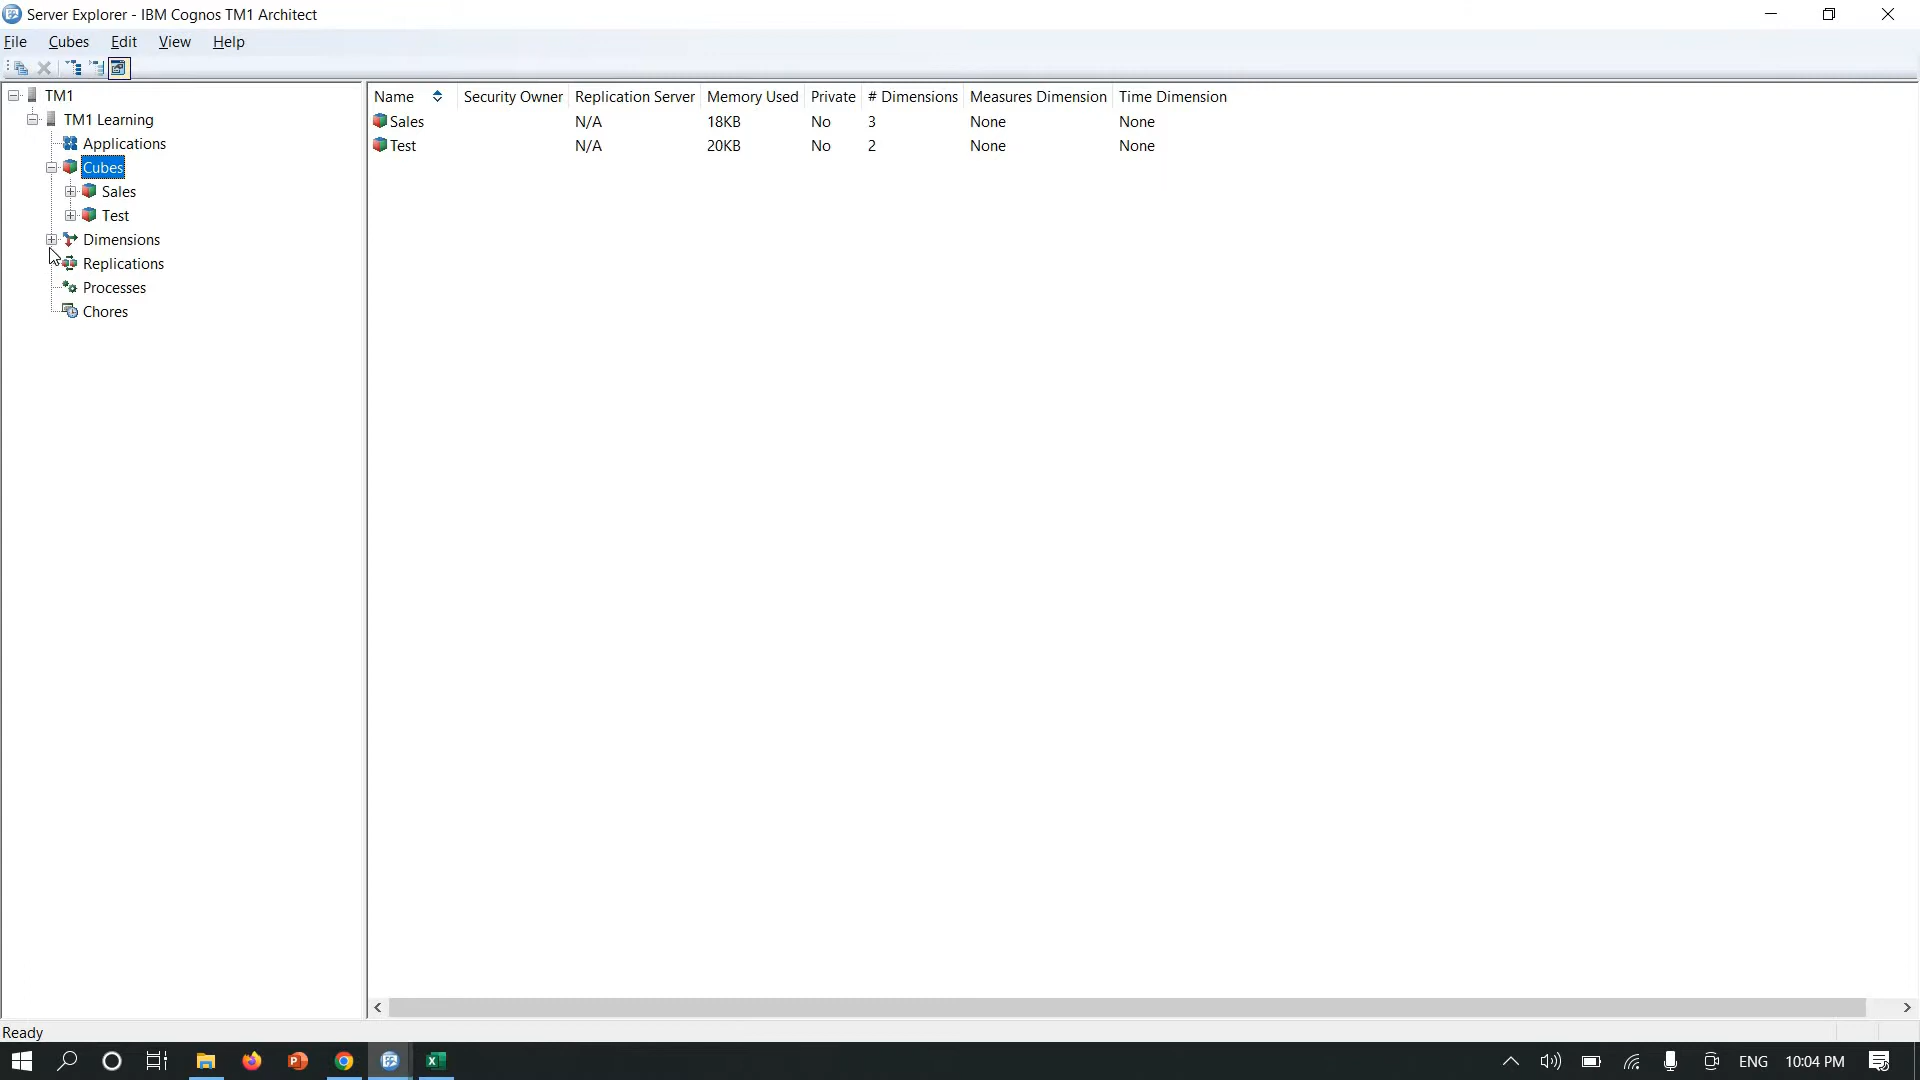 Server Explorer - IBM Cognos TM1 Architect
File Cubes Edit View Help
TM1
TM1 Learning
Applications
Cubes
Sales
Test
Dimensions
Replications
Processes
Chores
Name Security Owner Replication Server Memory Used Private # Dimensions Measures Dimension Time Dimension
Sales N/A 18KB No 3 None None
Test N/A 20KB No 2 None None
Ready
ENG 10:04 PM